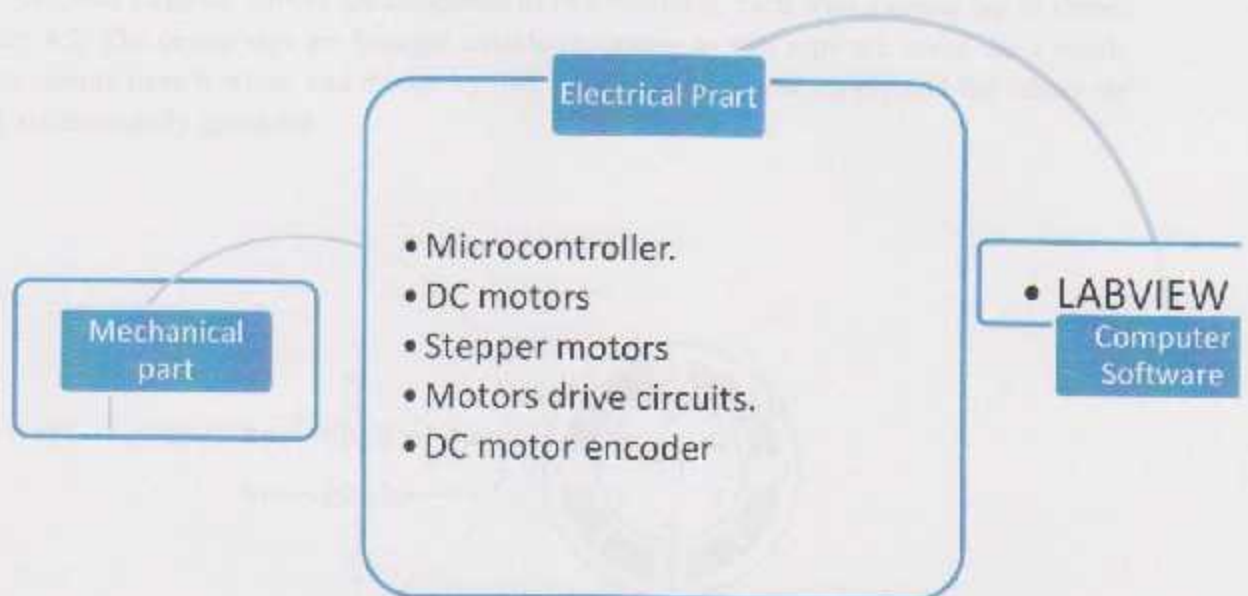 Electrical Prart
• Microcontroller.
• DC motors
• Stepper motors
• Motors drive circuits.
• DC motor encoder
Mechanical
part
• LABVIEW
Computer
Software